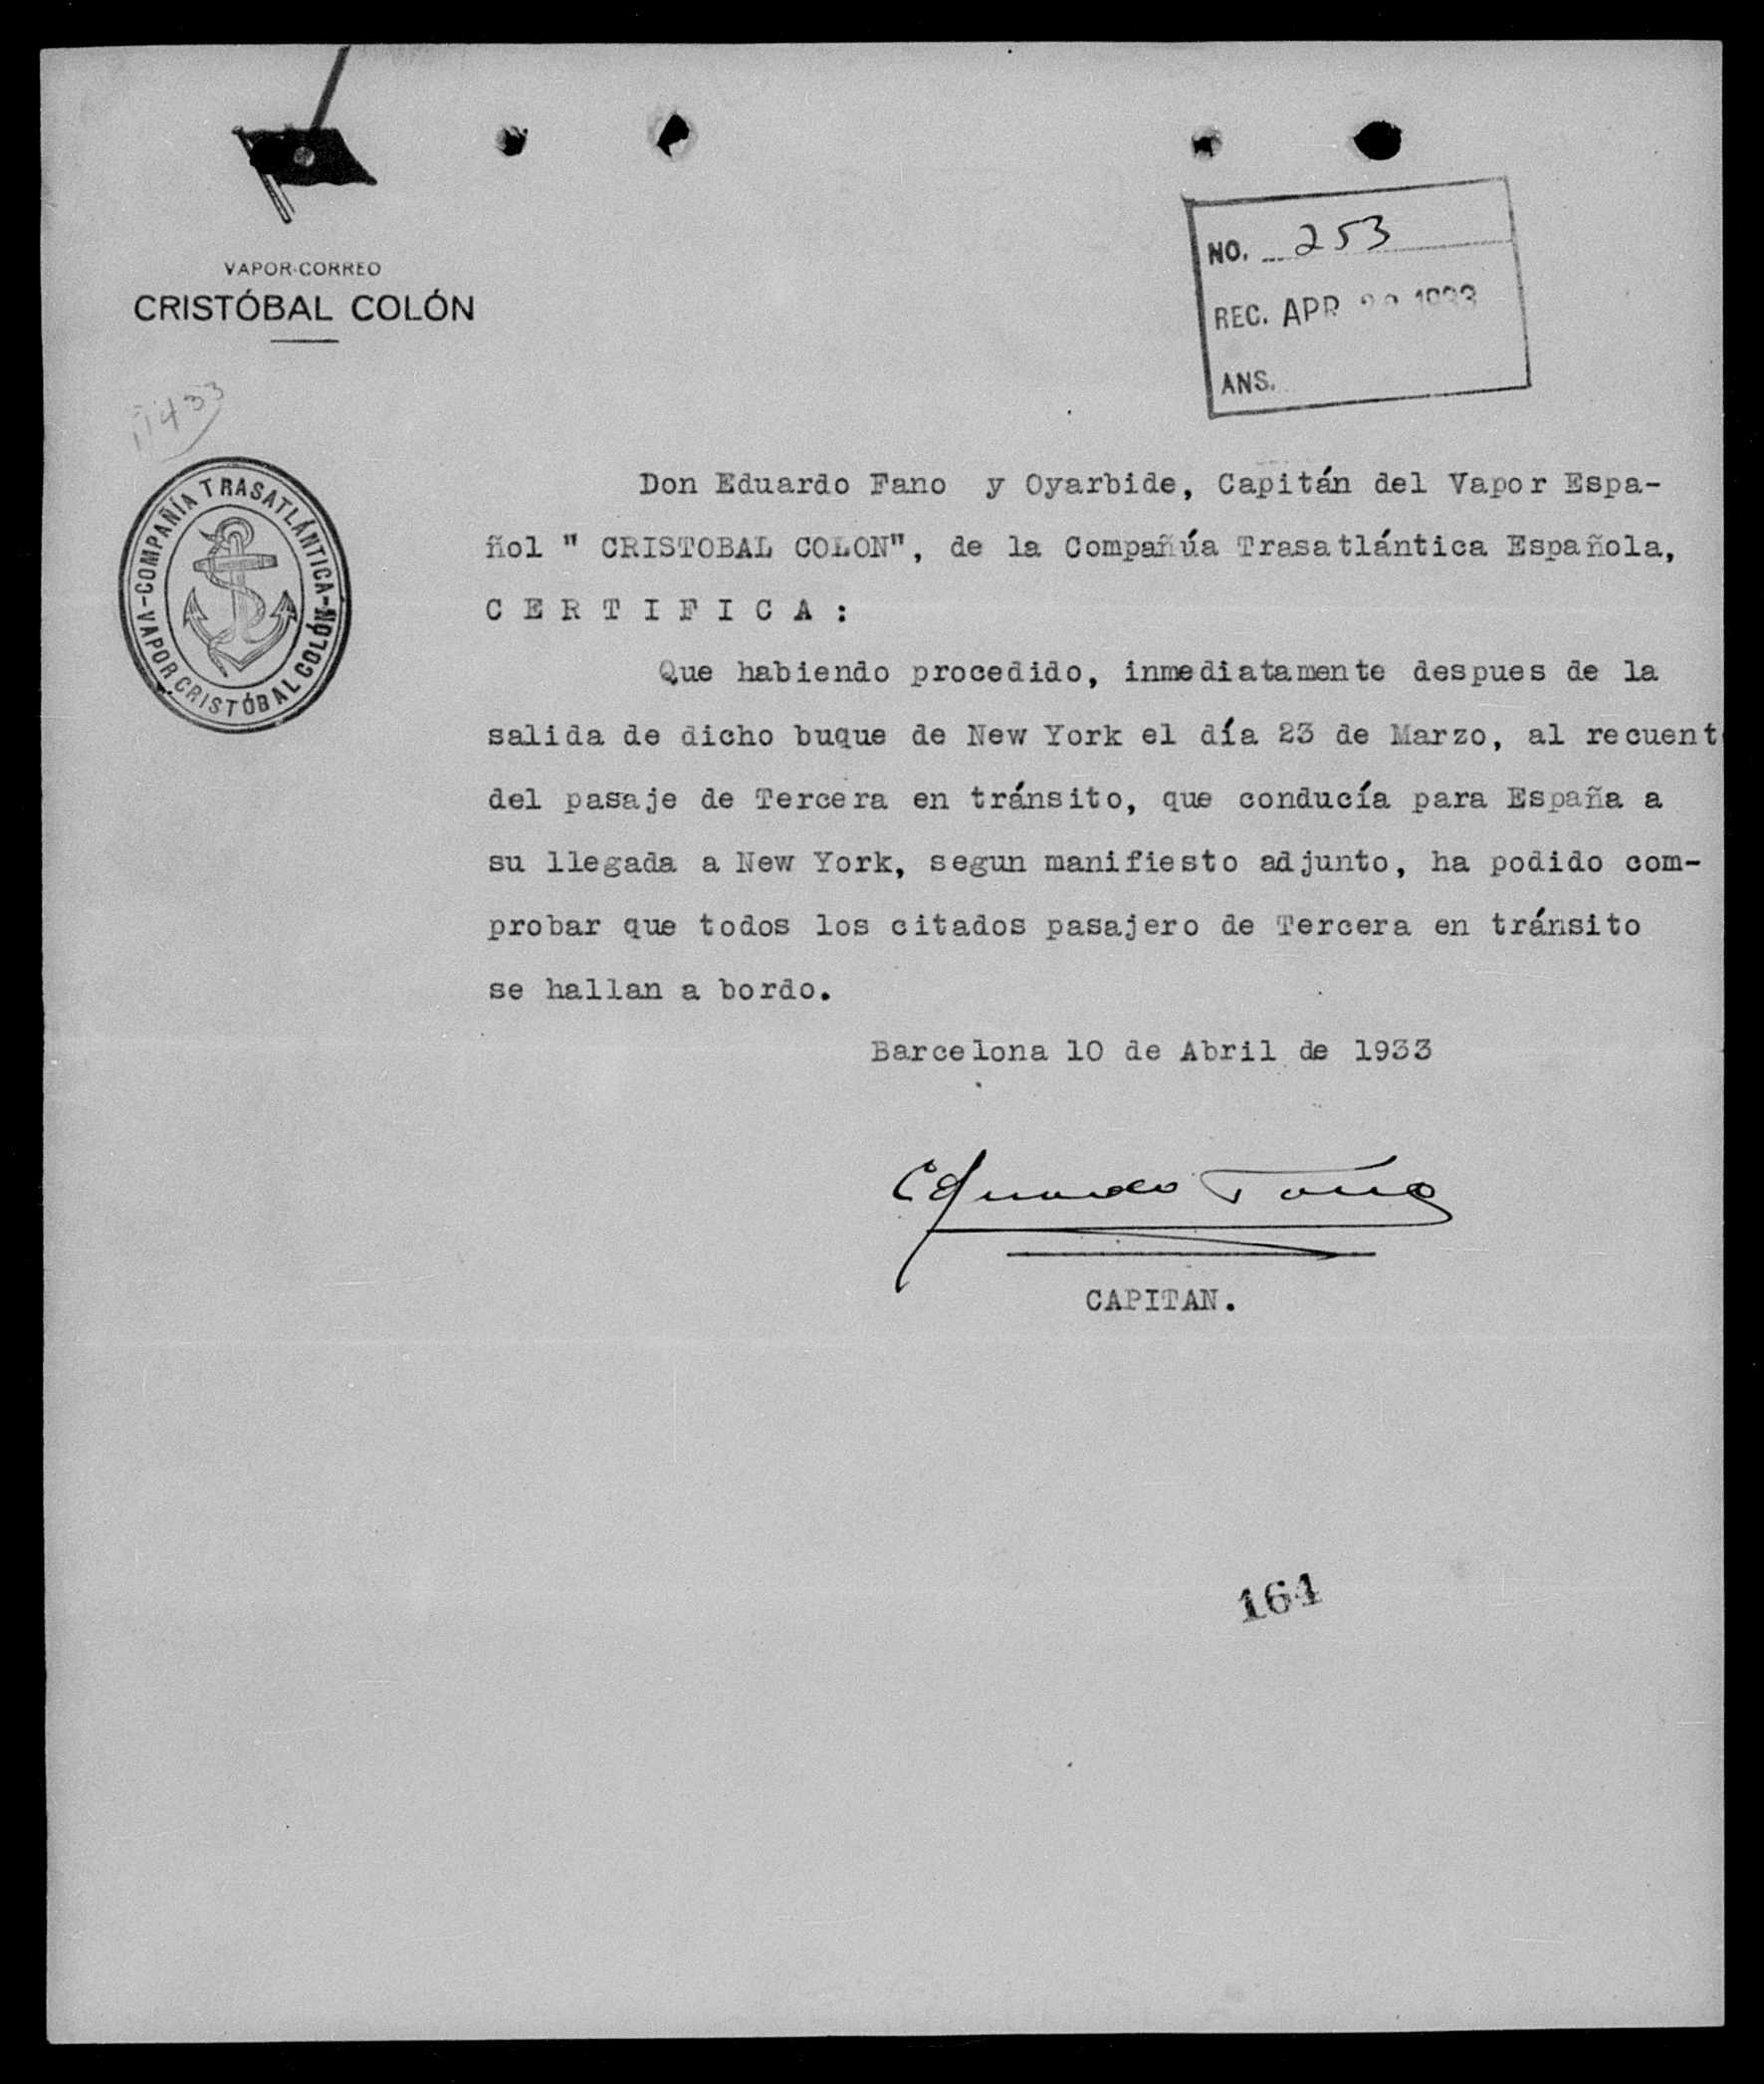 VAPOR-CORREO
CRISTÓBAL COLÓN
NO. 253
REC. APR 1933
ANS.
COMPAÑÍA TRASATLÁNTICA
VAPOR CRISTÓBAL COLÓN
Don Eduardo Fano y Oyarbide, Capitán del Vapor Espa-
ñol " CRISTOBAL COLON", de la Compañúa Trasatlántica Española,
C E R T I F I C A :
Que habiendo procedido, inmediatamente despues de la
salida de dicho buque de New York el día 23 de Marzo, al recuent
del pasaje de Tercera en tránsito, que conducía para España a
su llegada a New York, segun manifiesto adjunto, ha podido com-
probar que todos los citados pasajero de Tercera en tránsito
se hallan a bordo.
Barcelona 10 de Abril de 1933
Eduardo Fano
CAPITAN.
164